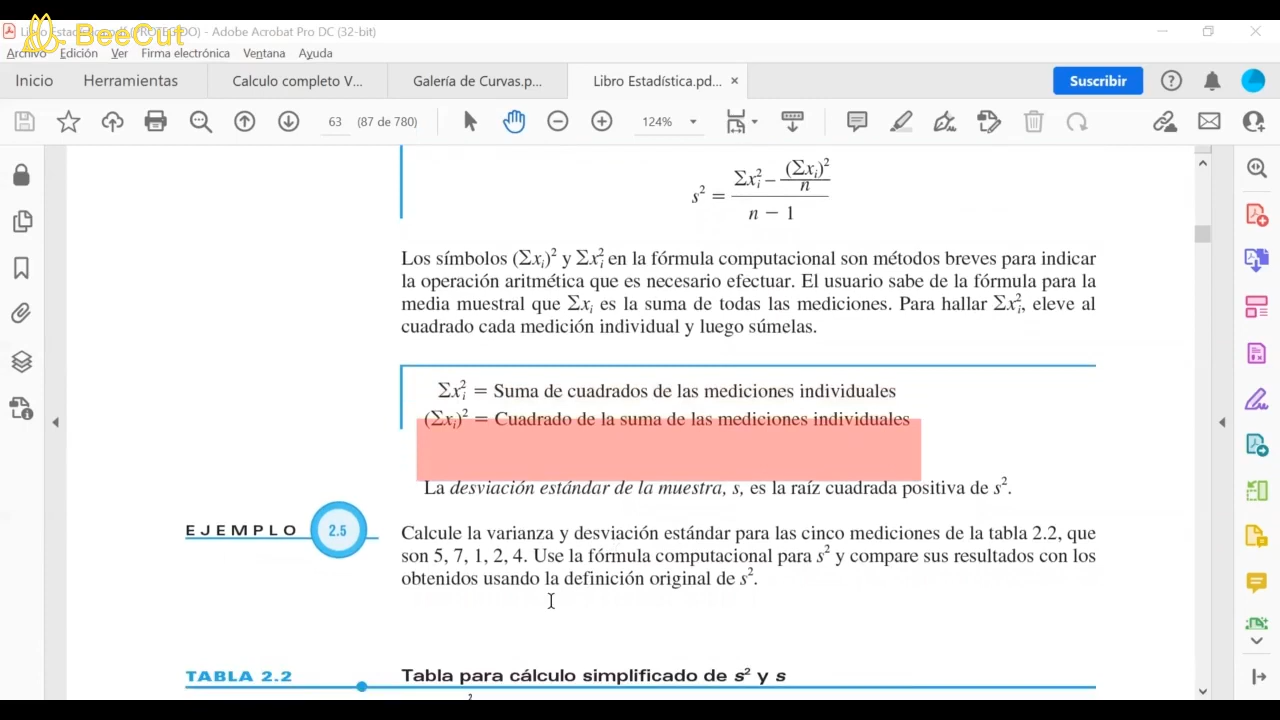 Libro Estadística.pdf (PROTEGIDO) - Adobe Acrobat Pro DC (32-bit)
BeeCut
Archivo Edición Ver Firma electrónica Ventana Ayuda
Inicio Herramientas Calculo completo V... Galería de Curvas.p... Libro Estadística.pd... × Suscribir
63 (87 de 780) 124%
s² = (Σxᵢ² – (Σxᵢ)²/n) / (n − 1)
Los símbolos (Σxᵢ)² y Σxᵢ² en la fórmula computacional son métodos breves para indicar
la operación aritmética que es necesario efectuar. El usuario sabe de la fórmula para la
media muestral que Σxᵢ es la suma de todas las mediciones. Para hallar Σxᵢ², eleve al
cuadrado cada medición individual y luego súmelas.
Σxᵢ² = Suma de cuadrados de las mediciones individuales
(Σxᵢ)² = Cuadrado de la suma de las mediciones individuales
La desviación estándar de la muestra, s, es la raíz cuadrada positiva de s².
EJEMPLO 2.5
Calcule la varianza y desviación estándar para las cinco mediciones de la tabla 2.2, que
son 5, 7, 1, 2, 4. Use la fórmula computacional para s² y compare sus resultados con los
obtenidos usando la definición original de s².
TABLA 2.2 Tabla para cálculo simplificado de s² y s